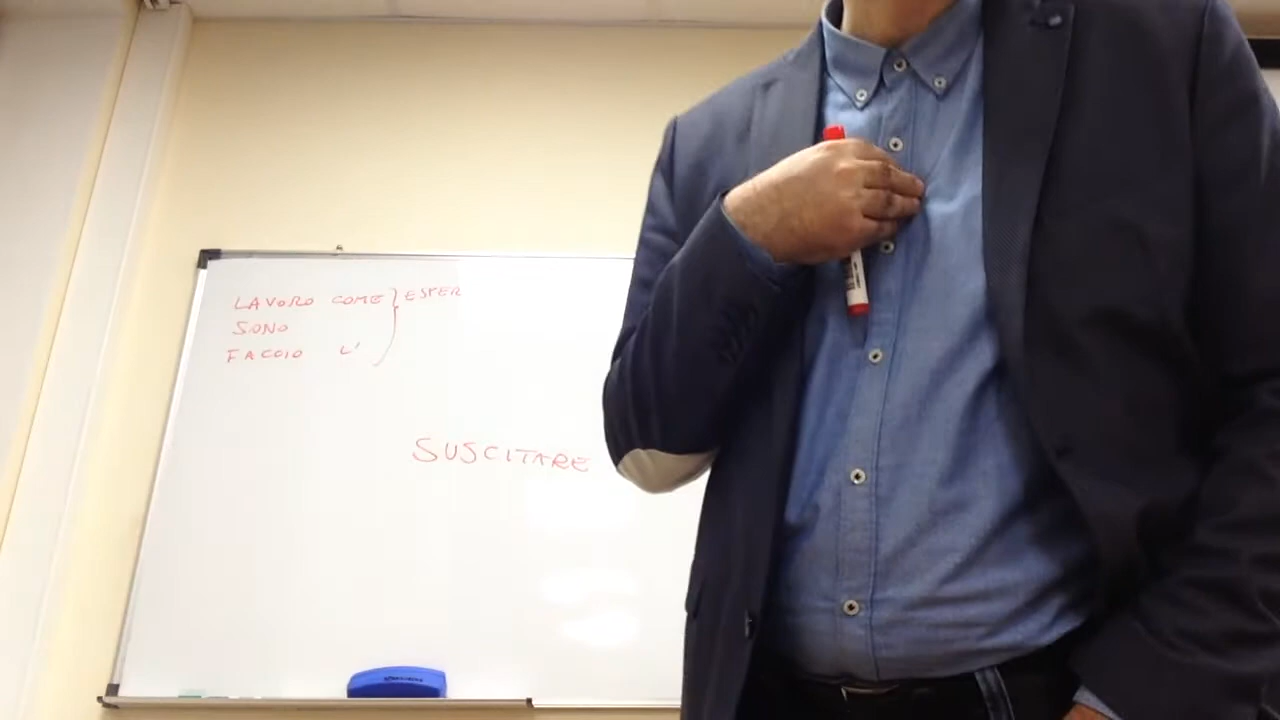 LAVORO COME } ESPER
SONO
FACCIO L'
SUSCITARE